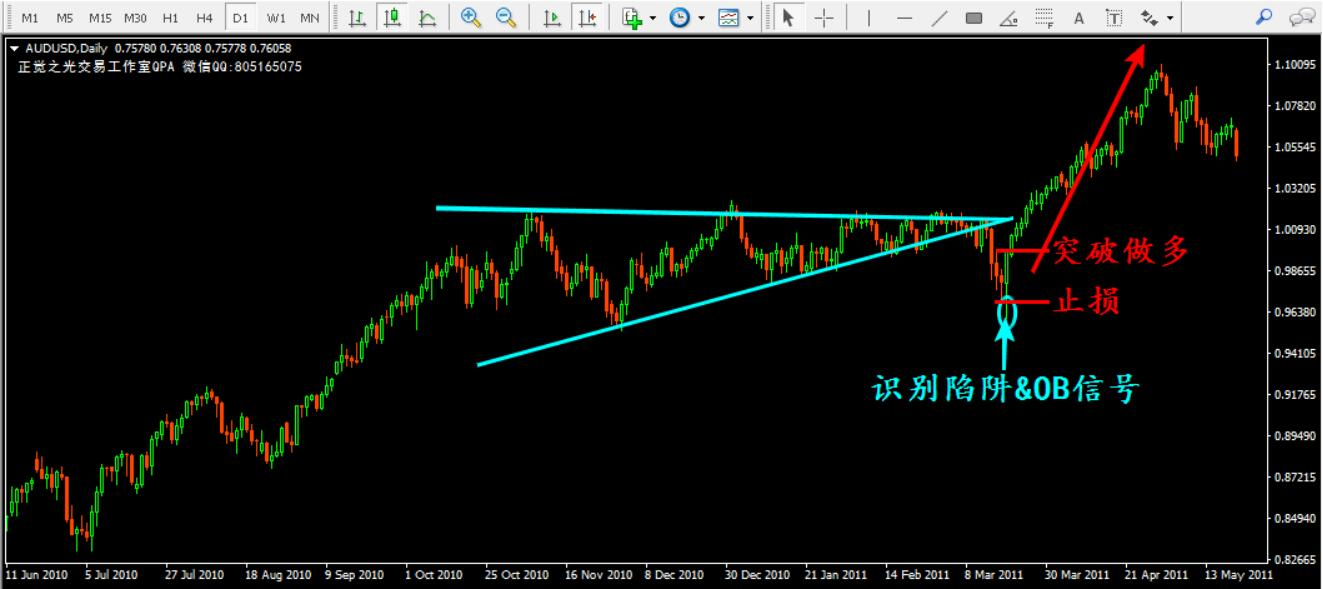 M1 M5 M15 M30 H1 H4 D1 W1 MN
AUDUSD,Daily 0.75780 0.76308 0.75778 0.76058
正觉之光交易工作室QPA 微信QQ:805165075
1.10095
1.07820
1.05545
1.03205
1.00930
0.98655
0.96380
0.94105
0.91765
0.89490
0.87215
0.84940
0.82665
突破做多
止损
识别陷阱&OB信号
11 Jun 2010 5 Jul 2010 27 Jul 2010 18 Aug 2010 9 Sep 2010 1 Oct 2010 25 Oct 2010 16 Nov 2010 8 Dec 2010 30 Dec 2010 21 Jan 2011 14 Feb 2011 8 Mar 2011 30 Mar 2011 21 Apr 2011 13 May 2011